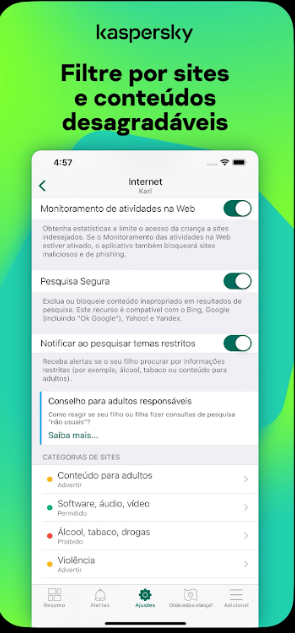 kaspersky
Filtre por sites
e conteúdos
desagradáveis
4:57
Internet
Karl
Monitoramento de atividades na Web
Obtenha estatísticas e limite o acesso da criança a sites
indesejados. Se o Monitoramento das atividades na Web
estiver ativado, o aplicativo também bloqueará sites
maliciosos e de phishing.
Pesquisa Segura
Exclua ou bloqueie conteúdo inapropriado em resultados de
pesquisa. Este recurso é compatível com o Bing, Google
(incluindo "Ok Google"), Yahoo! e Yandex.
Notificar ao pesquisar temas restritos
Receba alertas se o seu filho procurar por informações
restritas (por exemplo, álcool, tabaco ou conteúdo para
adultos).
Conselho para adultos responsáveis
Como reagir se seu filho ou filha fizer consultas de pesquisa
"não usuais"?
Saiba mais...
CATEGORIAS DE SITES
Conteúdo para adultos
Advertir
Software, áudio, vídeo
Permitido
Álcool, tabaco, drogas
Proibido
Violência
Advertir
Resumo
Alertas
Ajustes
Onde está a criança?
Adicional